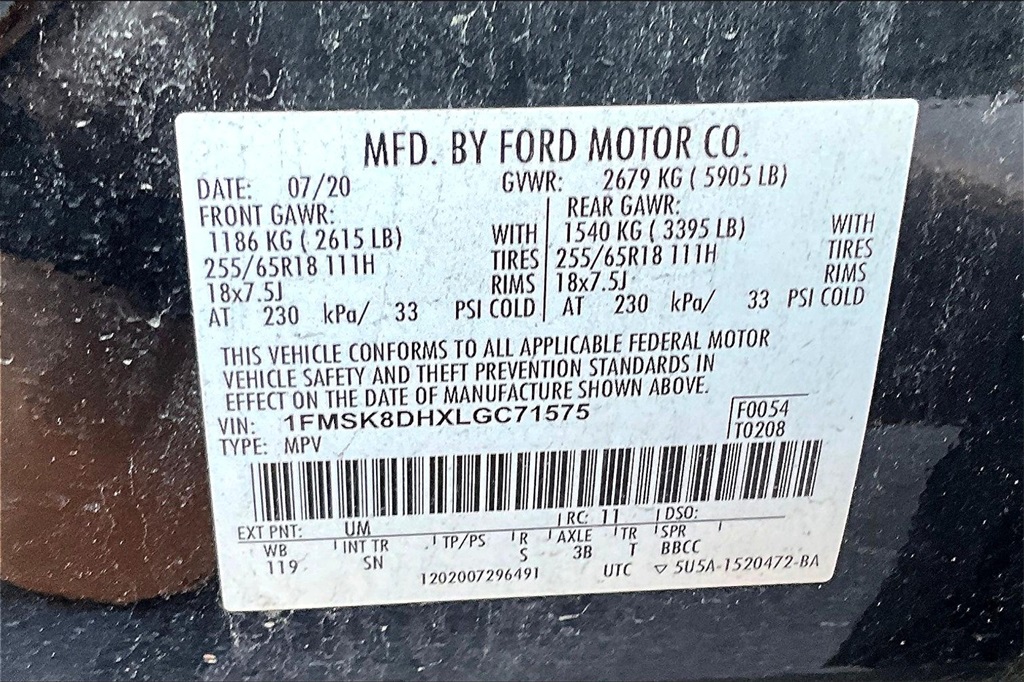 MFD. BY FORD MOTOR CO.
DATE: 07/20 GVWR: 2679 KG ( 5905 LB)
FRONT GAWR: REAR GAWR:
1186 KG ( 2615 LB) WITH 1540 KG ( 3395 LB) WITH
255/65R18 111H TIRES 255/65R18 111H TIRES
18x7.5J RIMS 18x7.5J RIMS
AT 230 kPa/ 33 PSI COLD AT 230 kPa/ 33 PSI COLD
THIS VEHICLE CONFORMS TO ALL APPLICABLE FEDERAL MOTOR
VEHICLE SAFETY AND THEFT PREVENTION STANDARDS IN
EFFECT ON THE DATE OF MANUFACTURE SHOWN ABOVE.
VIN: 1FMSK8DHXLGC71575 F0054
TYPE: MPV T0208
EXT PNT: UM RC: 11 DSO:
WB INT TR TP/PS R AXLE TR SPR
119 SN S 3B T BBCC
1202007296491 UTC ▽ 5U5A-1520472-BA